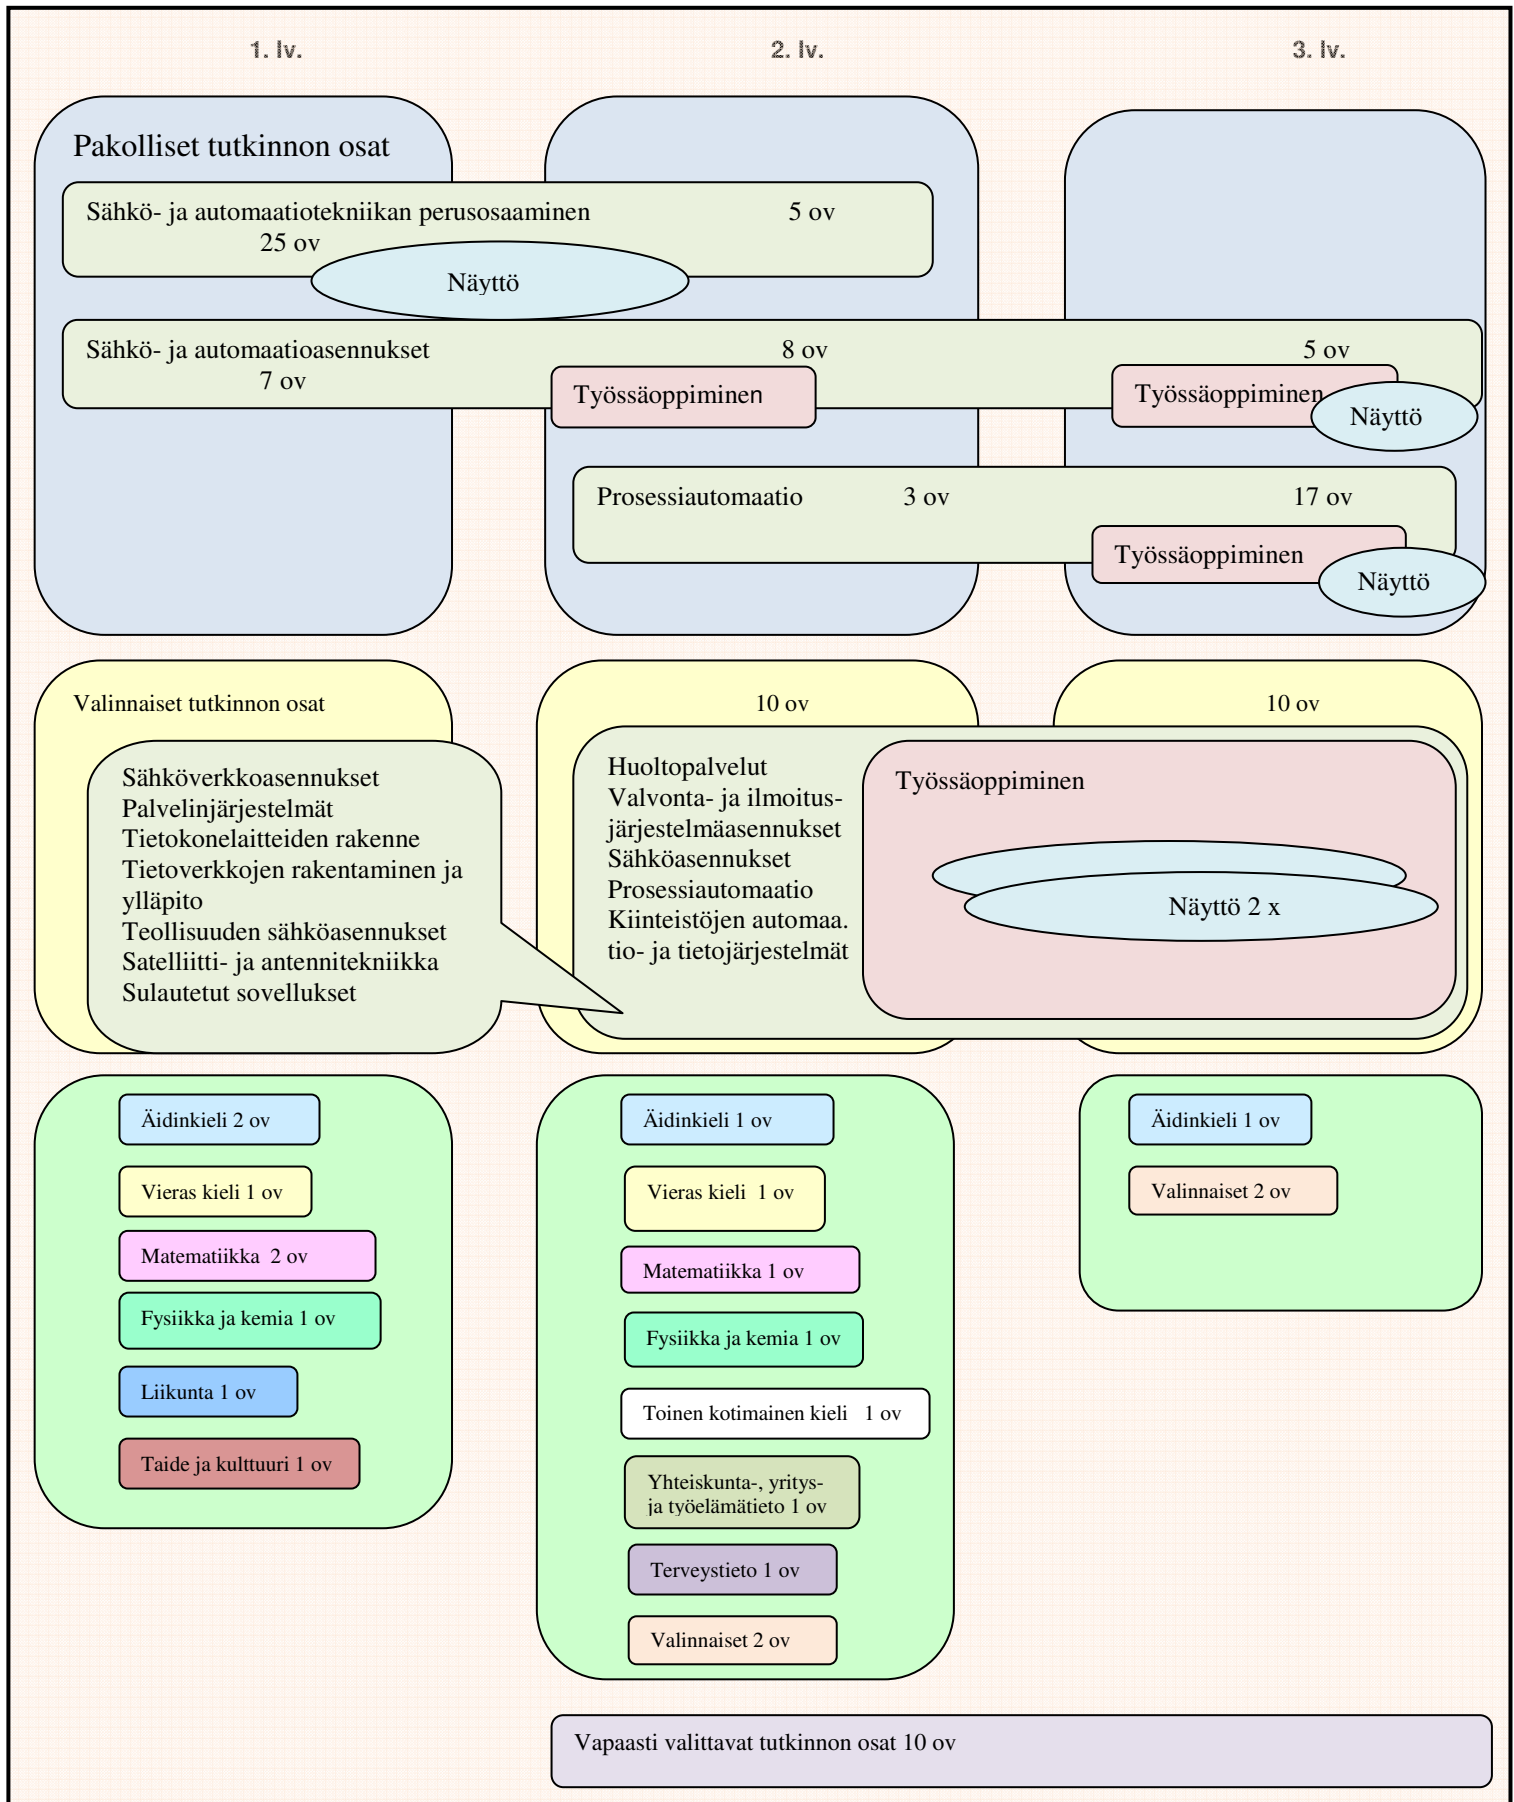 1. lv. 2. lv. 3. lv.
Pakolliset tutkinnon osat
Sähkö- ja automaatiotekniikan perusosaaminen 5 ov
25 ov
Näyttö
Sähkö- ja automaatioasennukset 8 ov 5 ov
7 ov
Työssäoppiminen Työssäoppiminen
Näyttö
Prosessiautomaatio 3 ov 17 ov
Työssäoppiminen
Näyttö
Valinnaiset tutkinnon osat 10 ov 10 ov
Sähköverkkoasennukset
Palvelinjärjestelmät
Tietokonelaitteiden rakenne
Tietoverkkojen rakentaminen ja
ylläpito
Teollisuuden sähköasennukset
Satelliitti- ja antennitekniikka
Sulautetut sovellukset
Huoltopalvelut
Valvonta- ja ilmoitus-
järjestelmäasennukset
Sähköasennukset
Prosessiautomaatio
Kiinteistöjen automaa.
tio- ja tietojärjestelmät
Työssäoppiminen
Näyttö 2 x
Äidinkieli 2 ov
Vieras kieli 1 ov
Matematiikka 2 ov
Fysiikka ja kemia 1 ov
Liikunta 1 ov
Taide ja kulttuuri 1 ov
Äidinkieli 1 ov
Vieras kieli 1 ov
Matematiikka 1 ov
Fysiikka ja kemia 1 ov
Toinen kotimainen kieli 1 ov
Yhteiskunta-, yritys-
ja työelämätieto 1 ov
Terveystieto 1 ov
Valinnaiset 2 ov
Äidinkieli 1 ov
Valinnaiset 2 ov
Vapaasti valittavat tutkinnon osat 10 ov